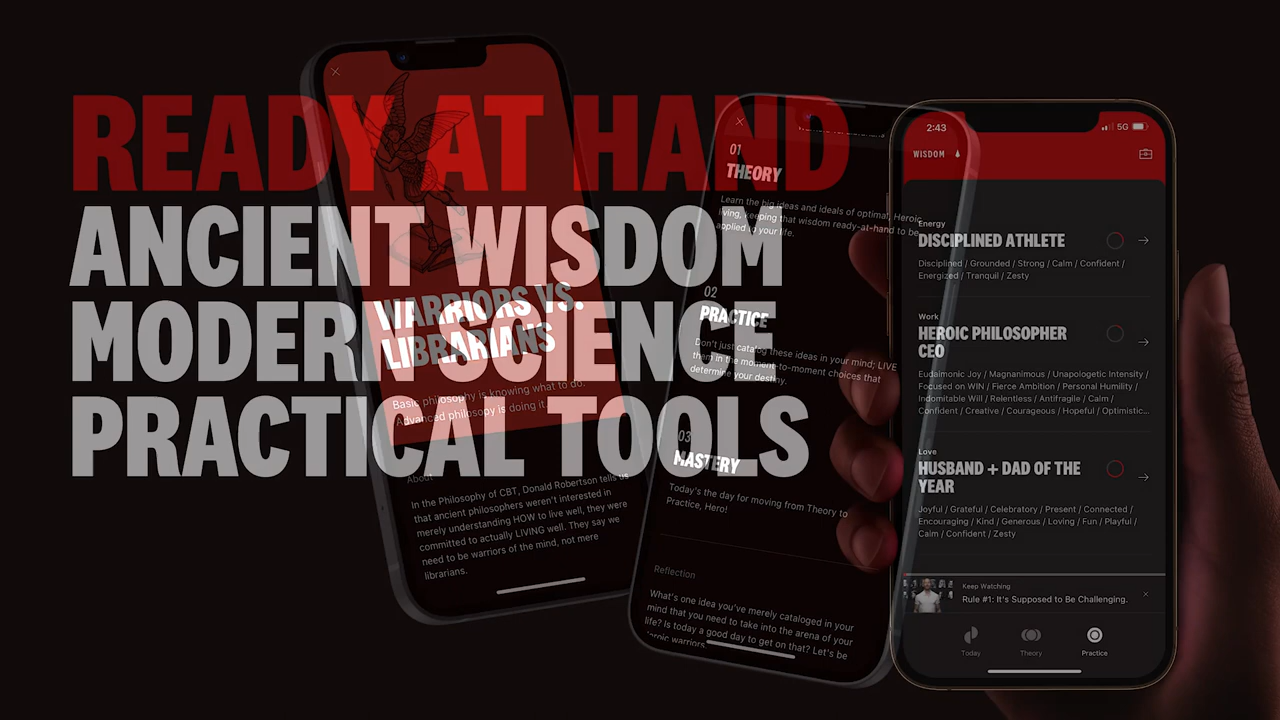 READY AT HAND
ANCIENT WISDOM
MODERN SCIENCE
PRACTICAL TOOLS
WARRIORS VS.
LIBRARIANS
Basic philosophy is knowing what to do.
Advanced philosopy is doing it.
About
In the Philosophy of CBT, Donald Robertson tells us
that ancient philosophers weren't interested in
merely understanding HOW to live well, they were
committed to actually LIVING well. They say we
need to be warriors of the mind, not mere
librarians.
01
THEORY
Learn the big ideas and ideals of optimal, Heroic
living, keeping that wisdom ready-at-hand to be
applied to your life.
02
PRACTICE
Don't just catalog these ideas in your mind; LIVE
them in the moment-to-moment choices that
determine your destiny.
03
MASTERY
Today's the day for moving from Theory to
Practice, Hero!
Reflection
What's one idea you've merely cataloged in your
mind that you need to take into the arena of your
life? Is today a good day to get on that? Let's be
heroic warriors.
2:43
5G
WISDOM
Energy
DISCIPLINED ATHLETE
Disciplined / Grounded / Strong / Calm / Confident /
Energized / Tranquil / Zesty
Work
HEROIC PHILOSOPHER
CEO
Eudaimonic Joy / Magnanimous / Unapologetic Intensity /
Focused on WIN / Fierce Ambition / Personal Humility /
Indomitable Will / Relentless / Antifragile / Calm /
Confident / Creative / Courageous / Hopeful / Optimistic...
Love
HUSBAND + DAD OF THE
YEAR
Joyful / Grateful / Celebratory / Present / Connected /
Encouraging / Kind / Generous / Loving / Fun / Playful /
Calm / Confident / Zesty
Keep Watching
Rule #1: It's Supposed to Be Challenging.
Today
Theory
Practice